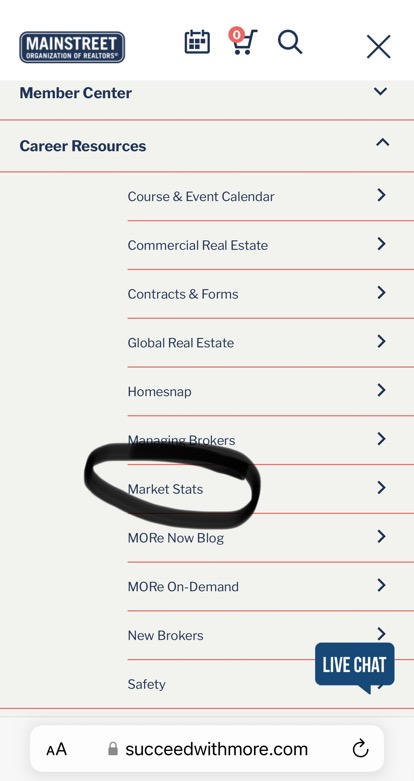 MAINSTREET
ORGANIZATION OF REALTORS®
0
Member Center
Career Resources
Course & Event Calendar
Commercial Real Estate
Contracts & Forms
Global Real Estate
Homesnap
Managing Brokers
Market Stats
MORe Now Blog
MORe On-Demand
New Brokers
LIVE CHAT
Safety
AA succeedwithmore.com